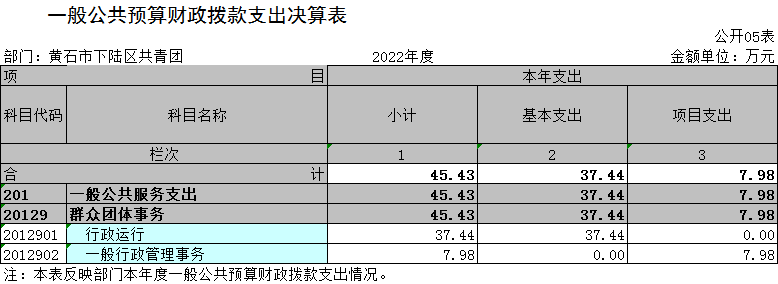 一般公共预算财政拨款支出决算表
公开05表
部门：黄石市下陆区共青团 2022年度 金额单位：万元
项 目 本年支出
科目代码 科目名称 小计 基本支出 项目支出
栏次 1 2 3
合 计 45.43 37.44 7.98
201 一般公共服务支出 45.43 37.44 7.98
20129 群众团体事务 45.43 37.44 7.98
2012901 行政运行 37.44 37.44 0.00
2012902 一般行政管理事务 7.98 0.00 7.98
注：本表反映部门本年度一般公共预算财政拨款支出情况。